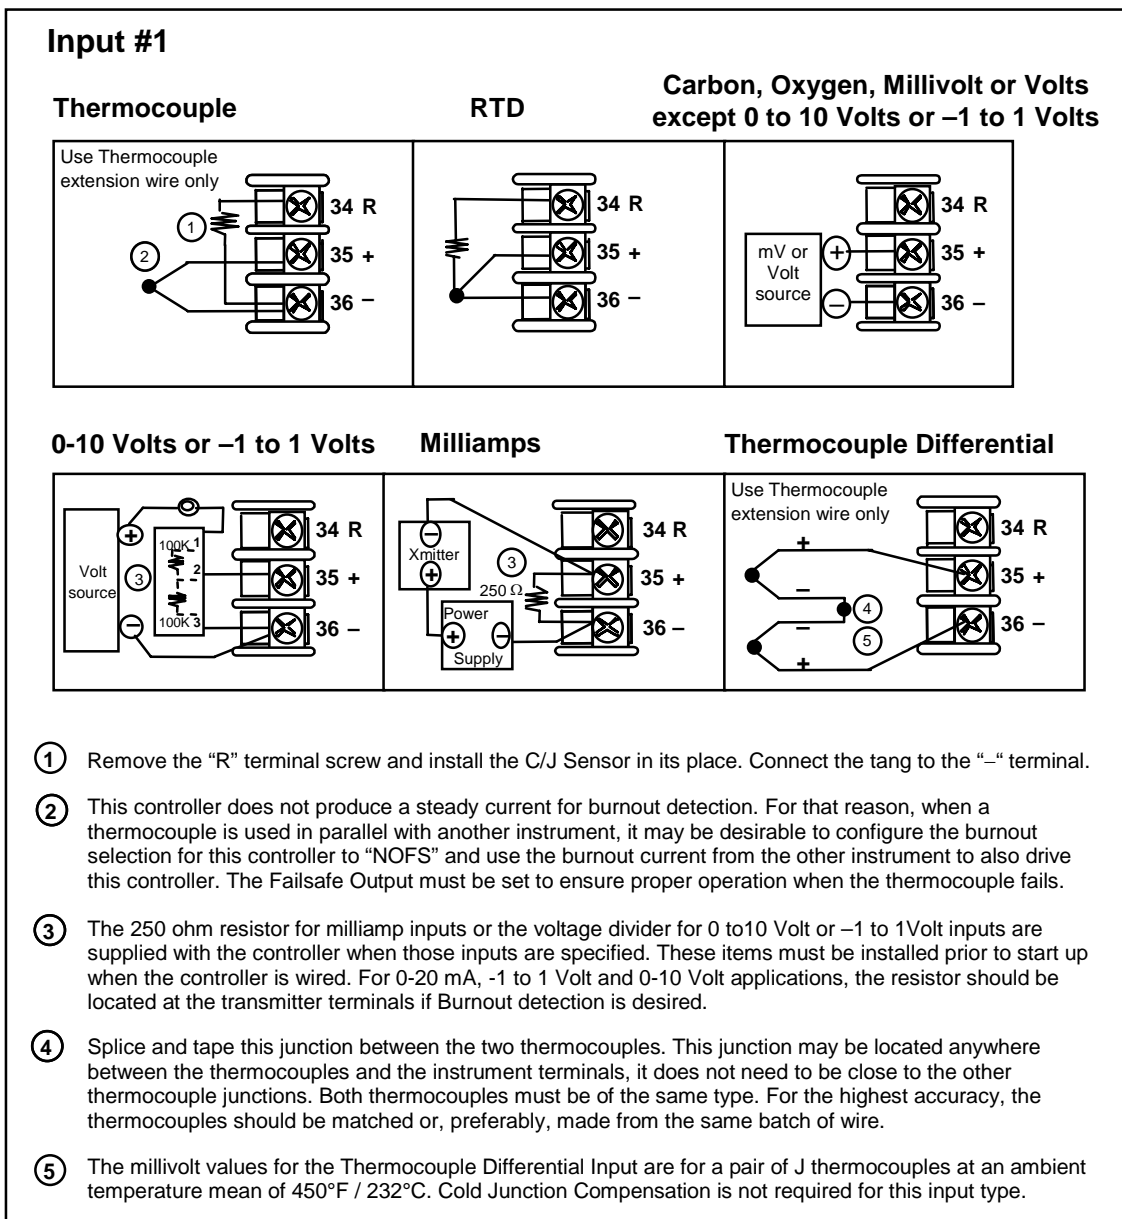 Input #1
Thermocouple
RTD
Carbon, Oxygen, Millivolt or Volts
except 0 to 10 Volts or –1 to 1 Volts
Use Thermocouple
extension wire only
1
2
34 R
35 +
36 –
34 R
35 +
36 –
mV or
Volt
source
+
–
34 R
35 +
36 –
0-10 Volts or –1 to 1 Volts
Milliamps
Thermocouple Differential
Volt
source
+
–
3
100K 1
2
100K 3
34 R
35 +
36 –
–
Xmitter
+
3
250 Ω
Power
+ –
Supply
34 R
35 +
36 –
Use Thermocouple
extension wire only
+
–
4
–
5
+
34 R
35 +
36 –
1 Remove the “R” terminal screw and install the C/J Sensor in its place. Connect the tang to the “–“ terminal.
2 This controller does not produce a steady current for burnout detection. For that reason, when a
thermocouple is used in parallel with another instrument, it may be desirable to configure the burnout
selection for this controller to “NOFS” and use the burnout current from the other instrument to also drive
this controller. The Failsafe Output must be set to ensure proper operation when the thermocouple fails.
3 The 250 ohm resistor for milliamp inputs or the voltage divider for 0 to10 Volt or –1 to 1Volt inputs are
supplied with the controller when those inputs are specified. These items must be installed prior to start up
when the controller is wired. For 0-20 mA, -1 to 1 Volt and 0-10 Volt applications, the resistor should be
located at the transmitter terminals if Burnout detection is desired.
4 Splice and tape this junction between the two thermocouples. This junction may be located anywhere
between the thermocouples and the instrument terminals, it does not need to be close to the other
thermocouple junctions. Both thermocouples must be of the same type. For the highest accuracy, the
thermocouples should be matched or, preferably, made from the same batch of wire.
5 The millivolt values for the Thermocouple Differential Input are for a pair of J thermocouples at an ambient
temperature mean of 450°F / 232°C. Cold Junction Compensation is not required for this input type.